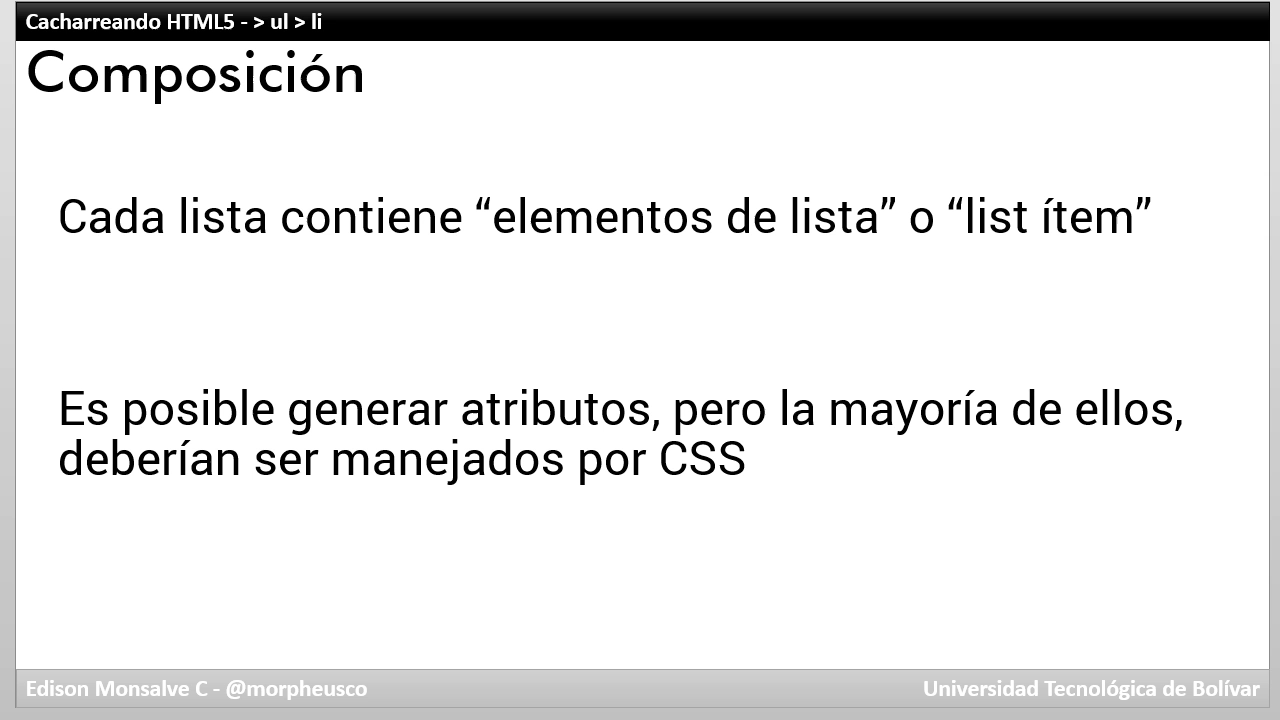 Cacharreando HTML5 - > ul > li
Composición
Cada lista contiene “elementos de lista” o “list ítem”
Es posible generar atributos, pero la mayoría de ellos,
deberían ser manejados por CSS
Edison Monsalve C - @morpheusco
Universidad Tecnológica de Bolívar